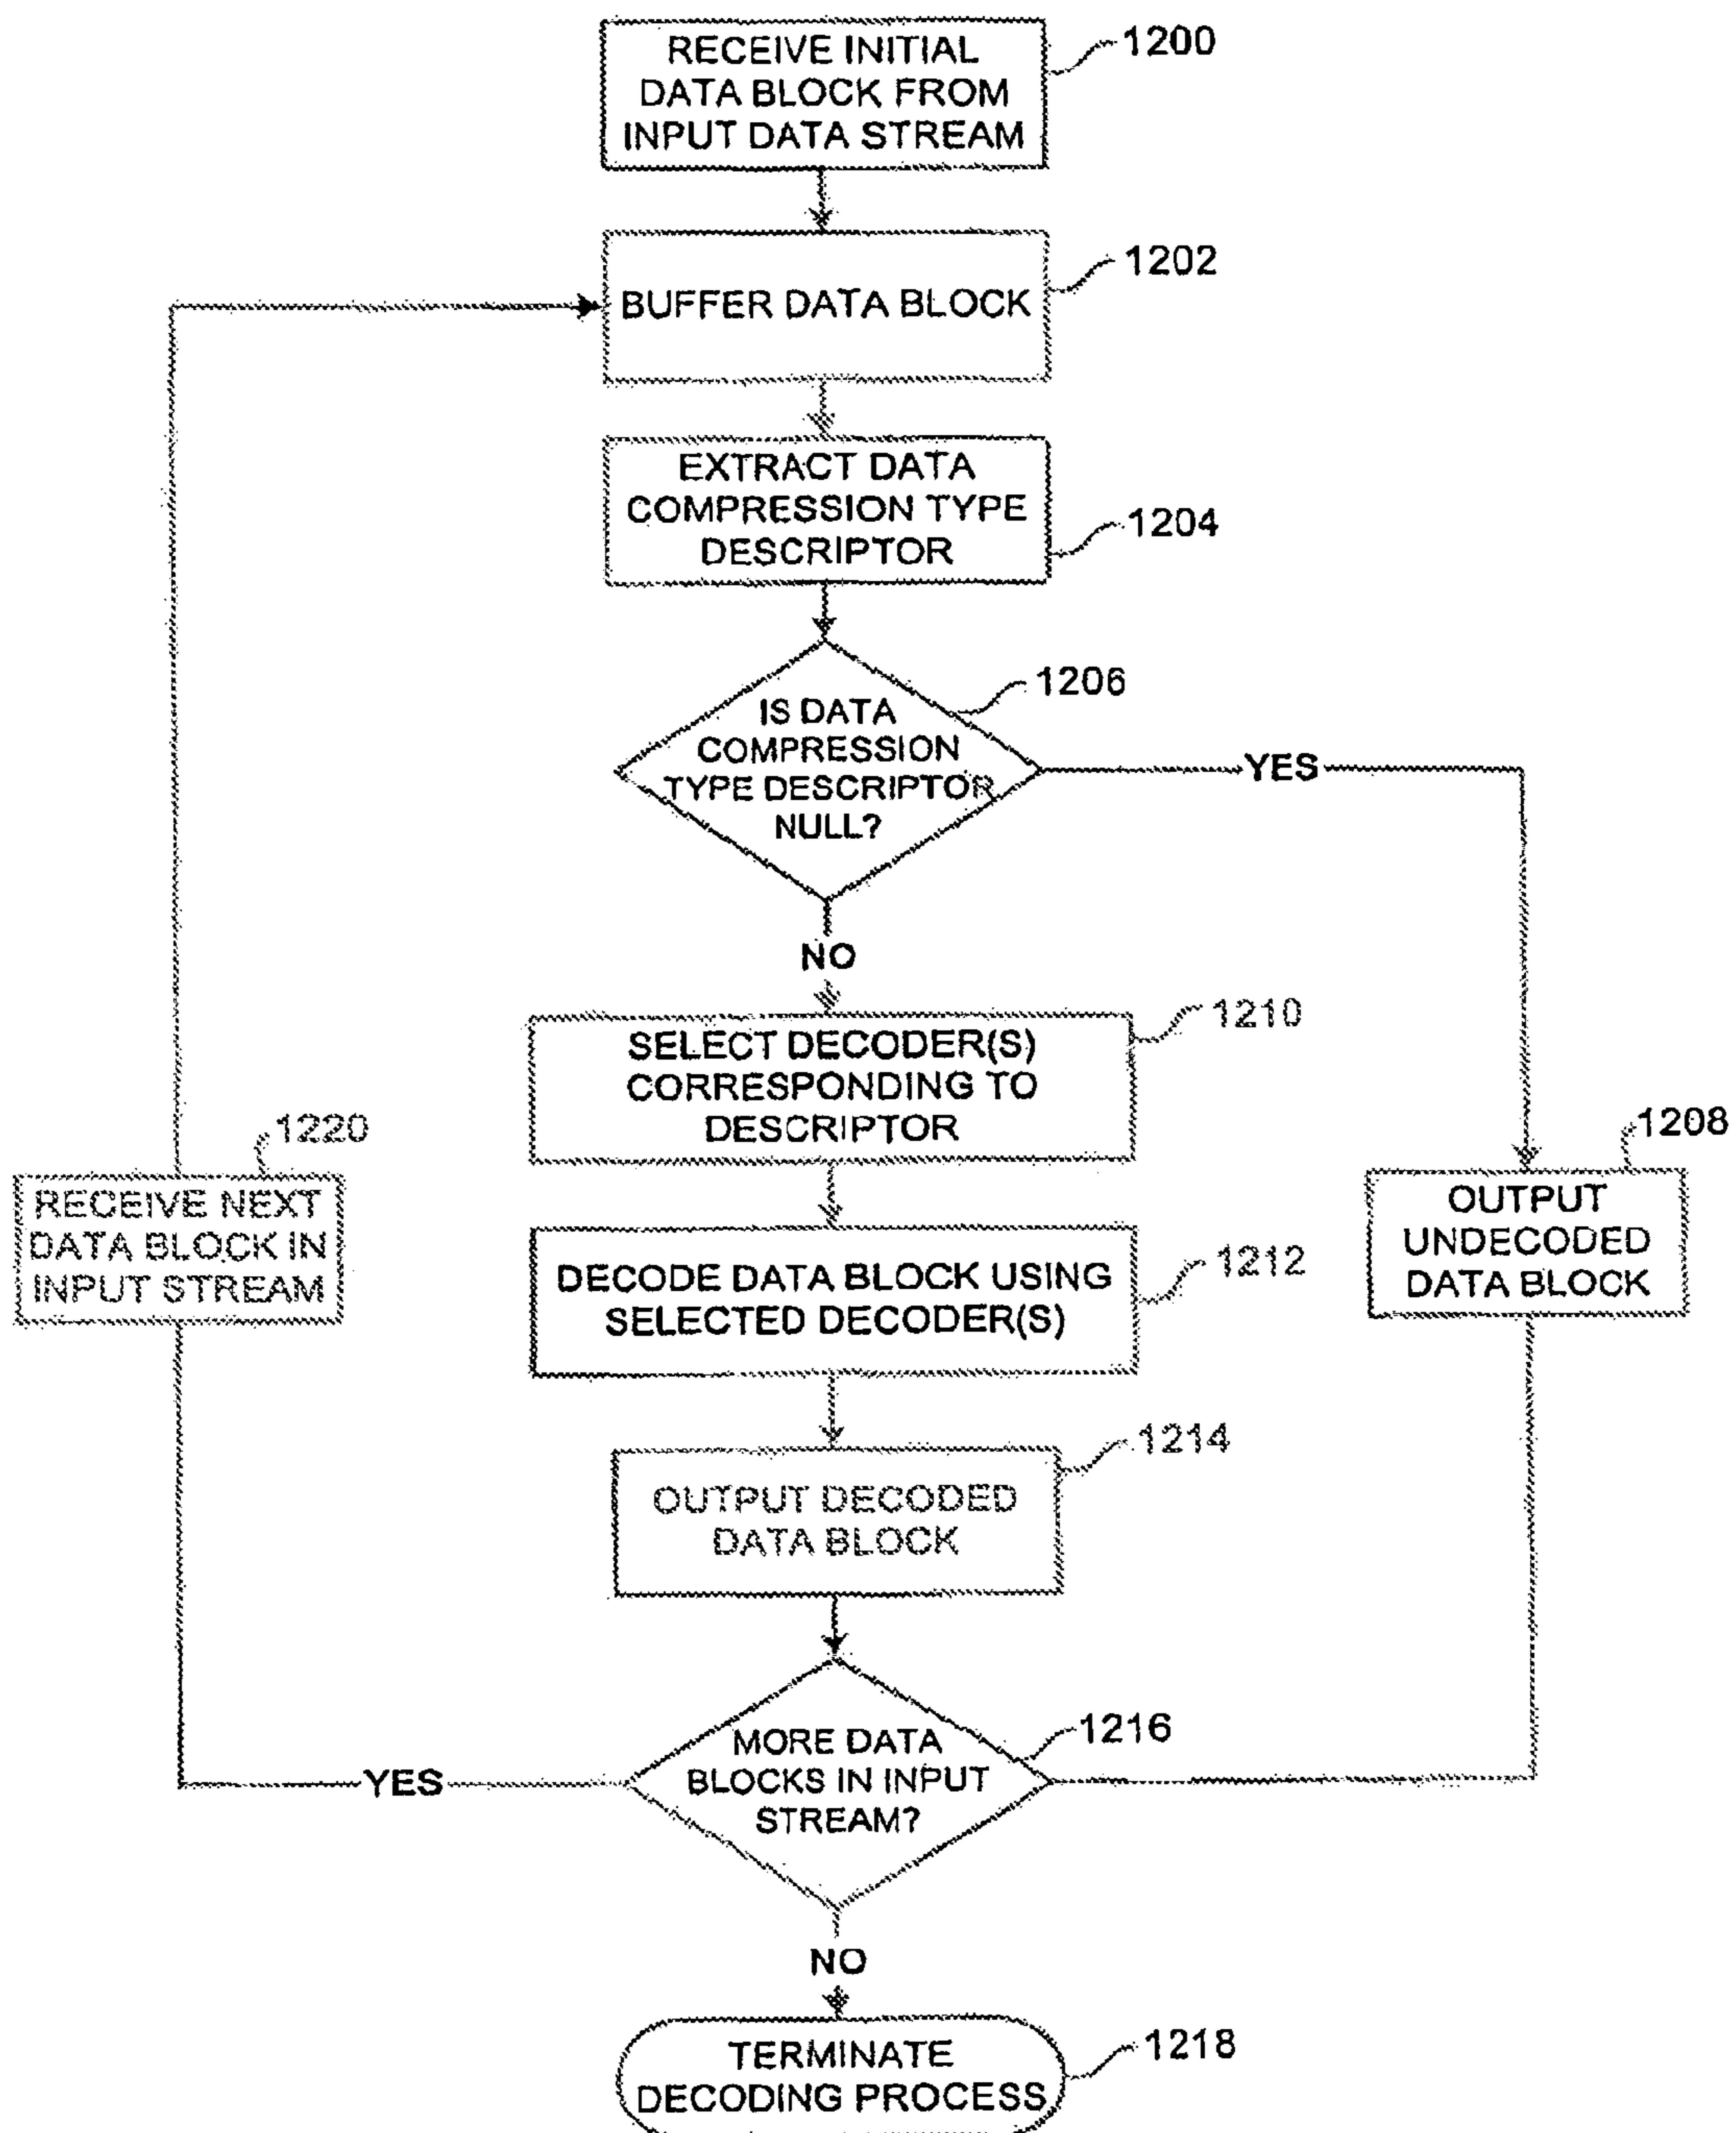 RECEIVE INITIAL
DATA BLOCK FROM
INPUT DATA STREAM
1200
BUFFER DATA BLOCK
1202
EXTRACT DATA
COMPRESSION TYPE
DESCRIPTOR
1204
IS DATA
COMPRESSION
TYPE DESCRIPTOR
NULL?
1206
YES
NO
SELECT DECODER(S)
CORRESPONDING TO
DESCRIPTOR
1210
1220
RECEIVE NEXT
DATA BLOCK IN
INPUT STREAM
1208
OUTPUT
UNDECODED
DATA BLOCK
DECODE DATA BLOCK USING
SELECTED DECODER(S)
1212
OUTPUT DECODED
DATA BLOCK
1214
MORE DATA
BLOCKS IN INPUT
STREAM?
1216
YES
NO
TERMINATE
DECODING PROCESS
1218